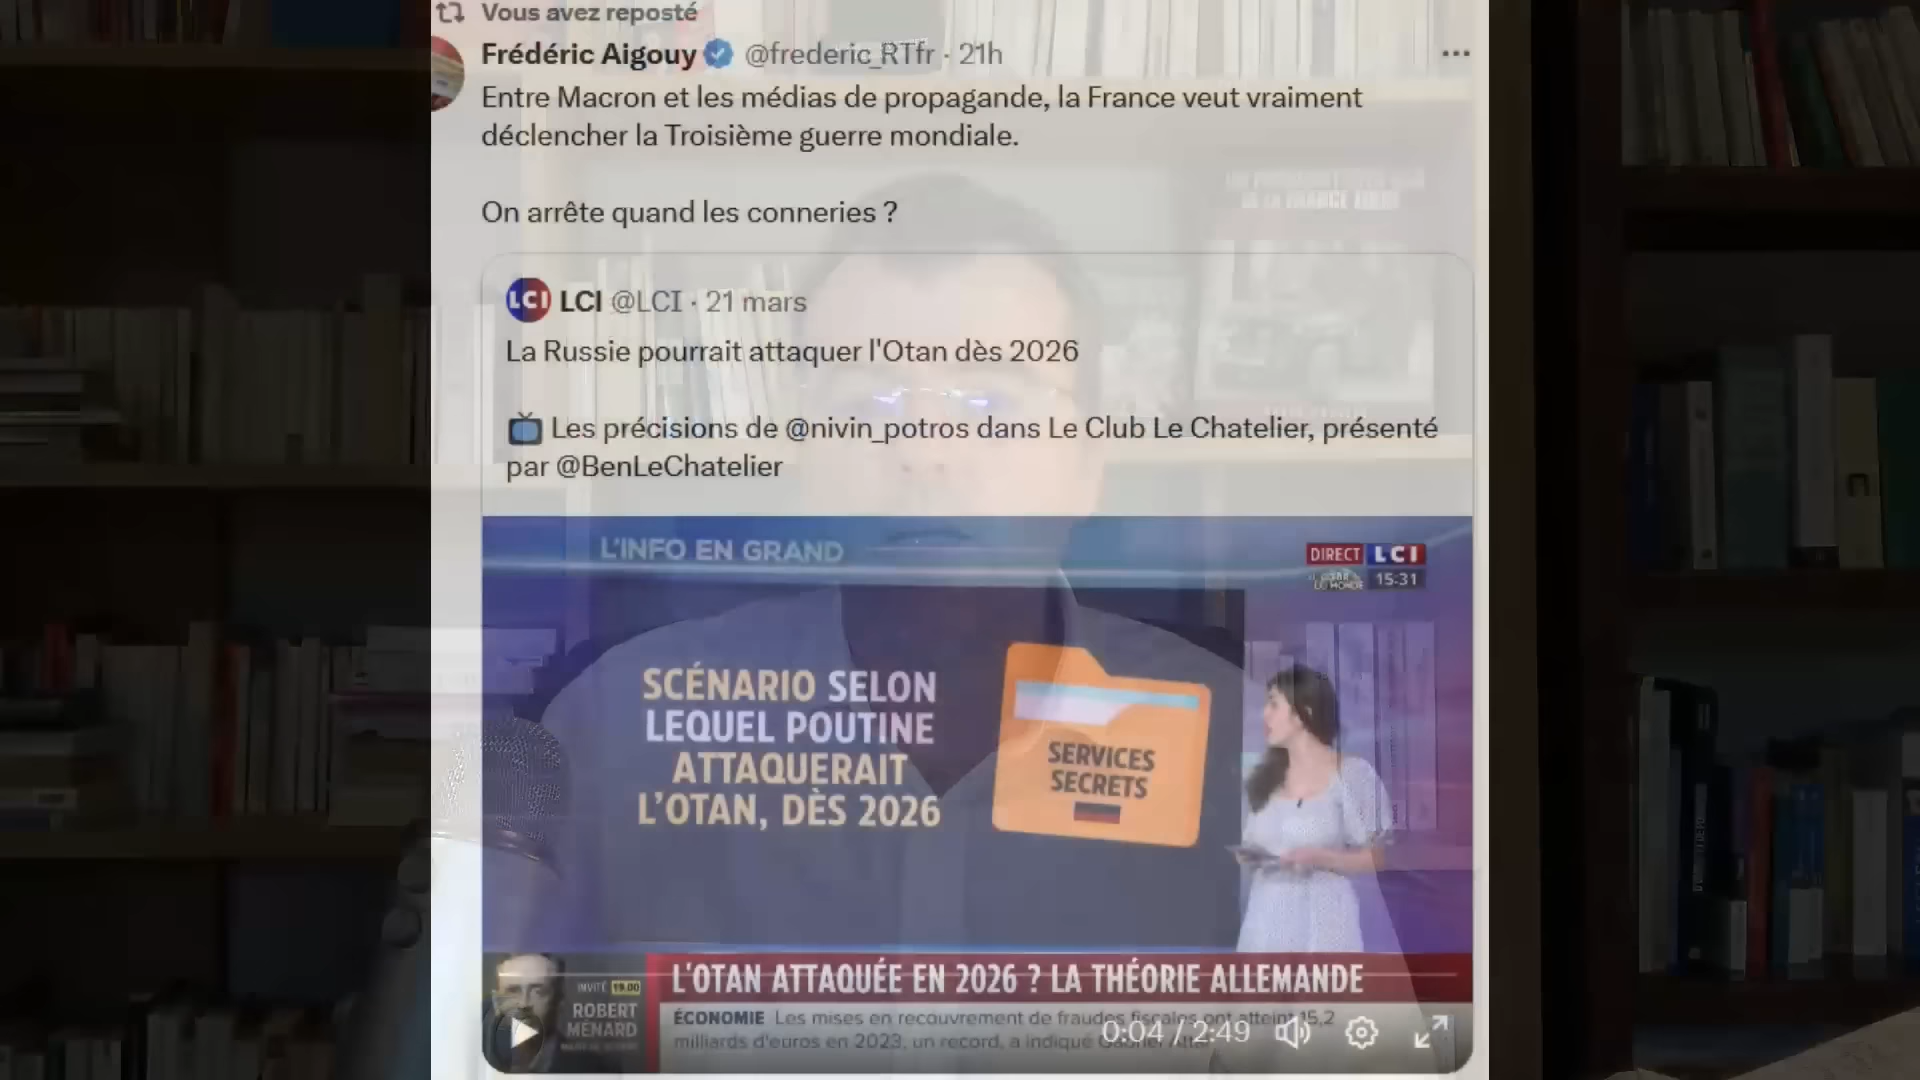 Vous avez reposté
Frédéric Aigouy @frederic_RTfr · 21h
Entre Macron et les médias de propagande, la France veut vraiment
déclencher la Troisième guerre mondiale.
On arrête quand les conneries ?
LCI LCI @LCI · 21 mars
La Russie pourrait attaquer l'Otan dès 2026
Les précisions de @nivin_potros dans Le Club Le Chatelier, présenté
par @BenLeChatelier
L'INFO EN GRAND
DIRECT LCI
15:31
SCÉNARIO SELON
LEQUEL POUTINE
ATTAQUERAIT
L'OTAN, DÈS 2026
SERVICES
SECRETS
L'OTAN ATTAQUÉE EN 2026 ? LA THÉORIE ALLEMANDE
INVITÉ 19.00
ROBERT
MÉNARD
ÉCONOMIE Les mises en recouvrement de fraudes fiscales ont atteint 15,2
milliards d'euros en 2023, un record, a indiqué Gabriel
0:04 / 2:49